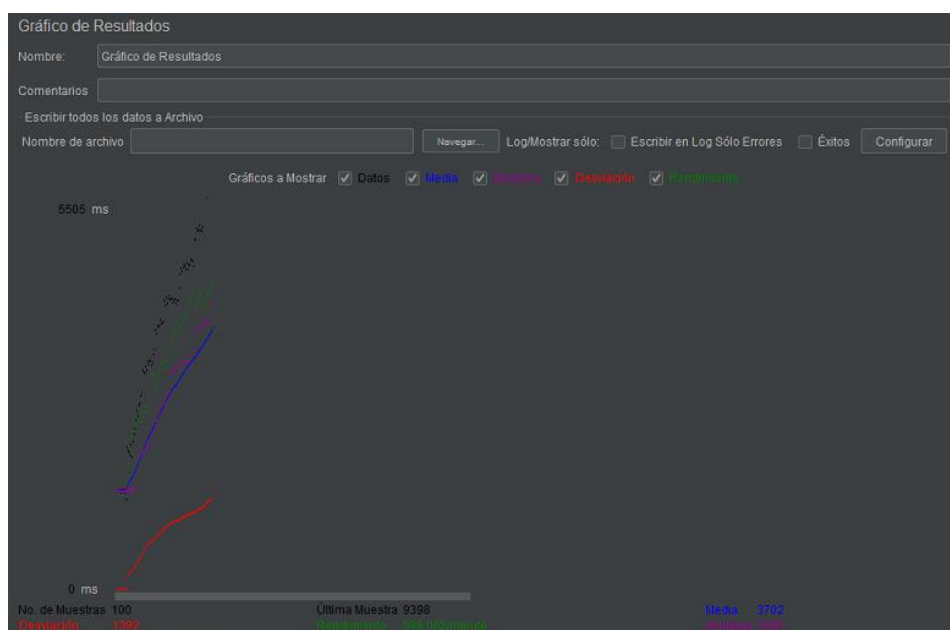 Gráfico de Resultados
Nombre: Gráfico de Resultados
Comentarios
Escribir todos los datos a Archivo
Nombre de archivo Navegar... Log/Mostrar sólo: Escribir en Log Sólo Errores Éxitos Configurar
Gráficos a Mostrar Datos Media Desviación Rendimiento
5505 ms
0 ms
No. de Muestras 100 Última Muestra 9398 Media 3702
Desviación 1392 Rendimiento